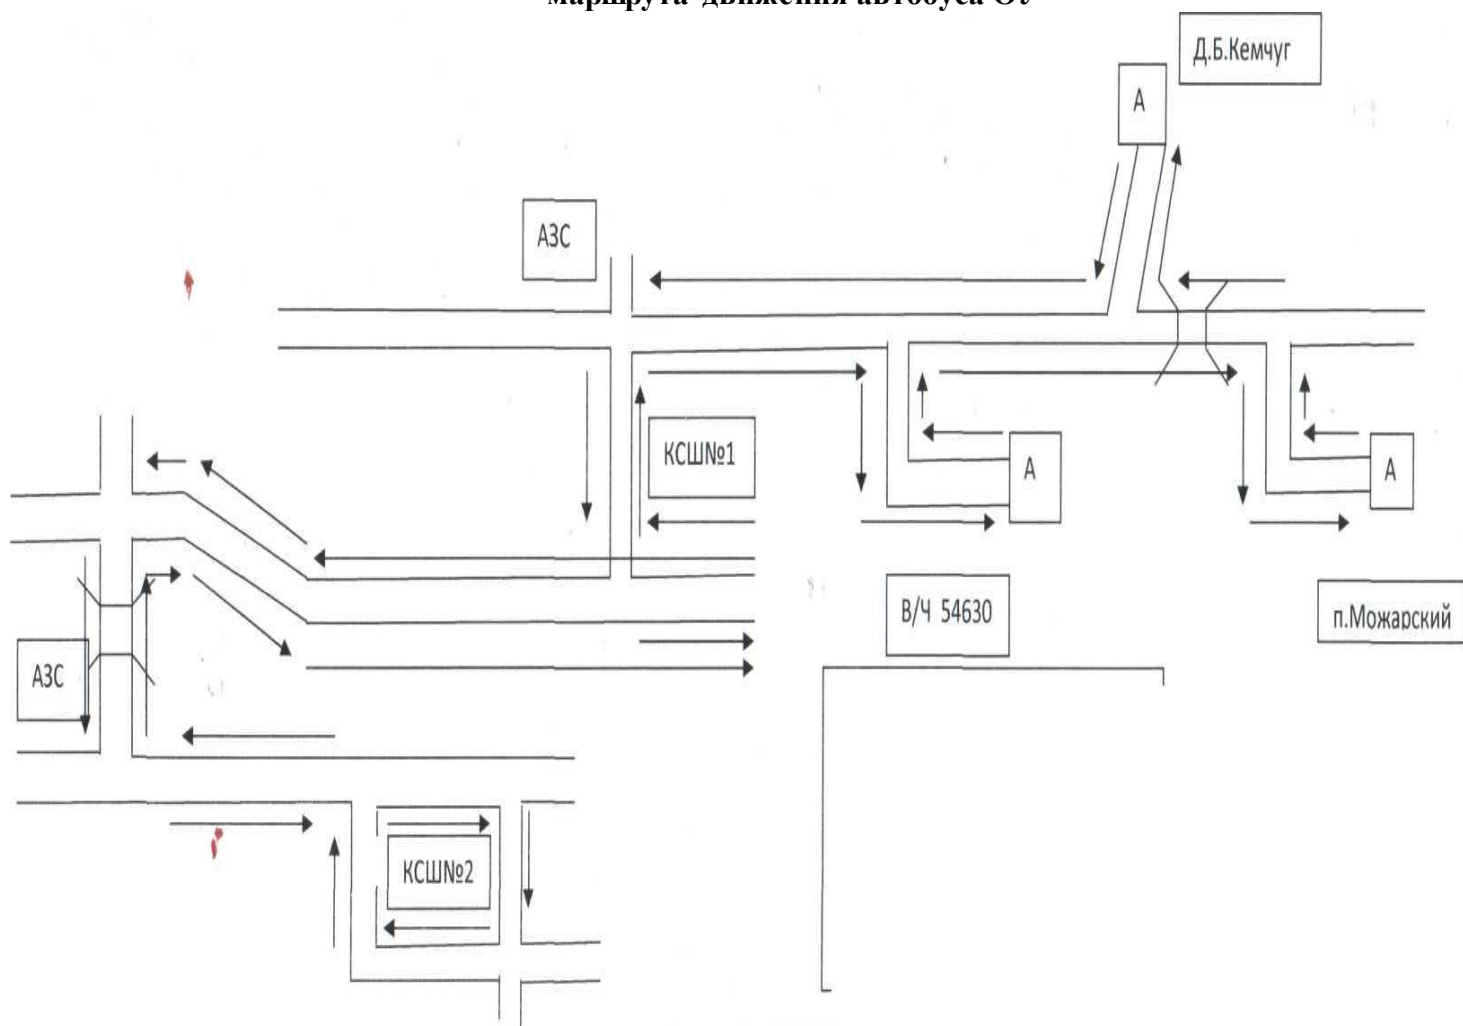 маршрута движения автобуса ОУ
Д.Б.Кемчуг
А
АЗС
КСШ№1
А
А
В/Ч 54630
п.Можарский
АЗС
КСШ№2